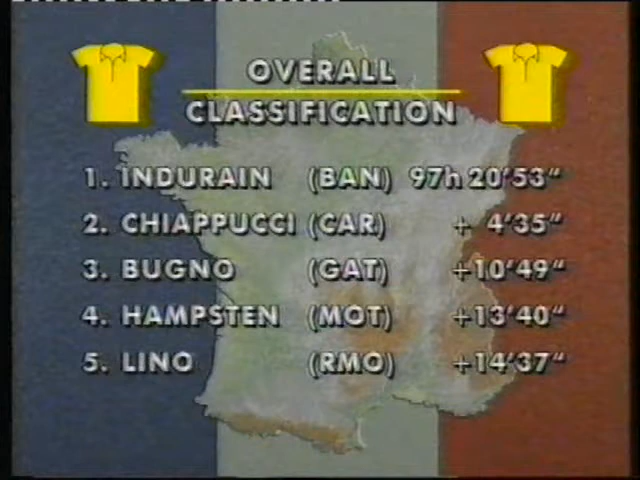 OVERALL
CLASSIFICATION
1. INDURAIN (BAN) 97h 20'53"
2. CHIAPPUCCI (CAR) + 4'35"
3. BUGNO (GAT) +10'49"
4. HAMPSTEN (MOT) +13'40"
5. LINO (RMO) +14'37"